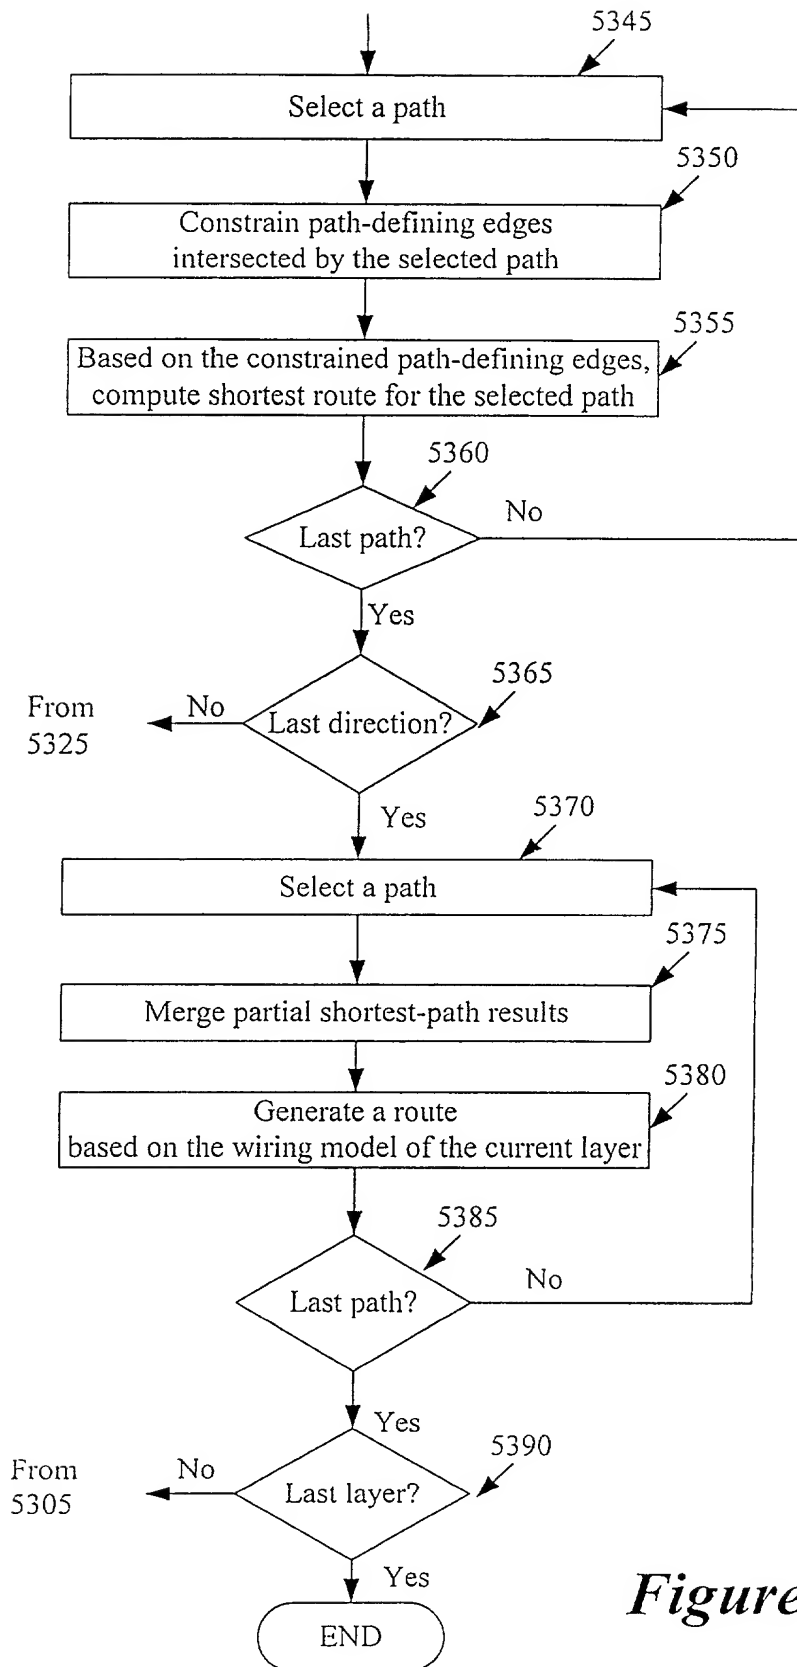 5345
Select a path
5350
Constrain path-defining edges
intersected by the selected path
5355
Based on the constrained path-defining edges,
compute shortest route for the selected path
5360
Last path?
No
Yes
5365
Last direction?
No
From
5325
Yes
5370
Select a path
5375
Merge partial shortest-path results
5380
Generate a route
based on the wiring model of the current layer
5385
Last path?
No
Yes
5390
Last layer?
No
From
5305
Yes
END
Figure